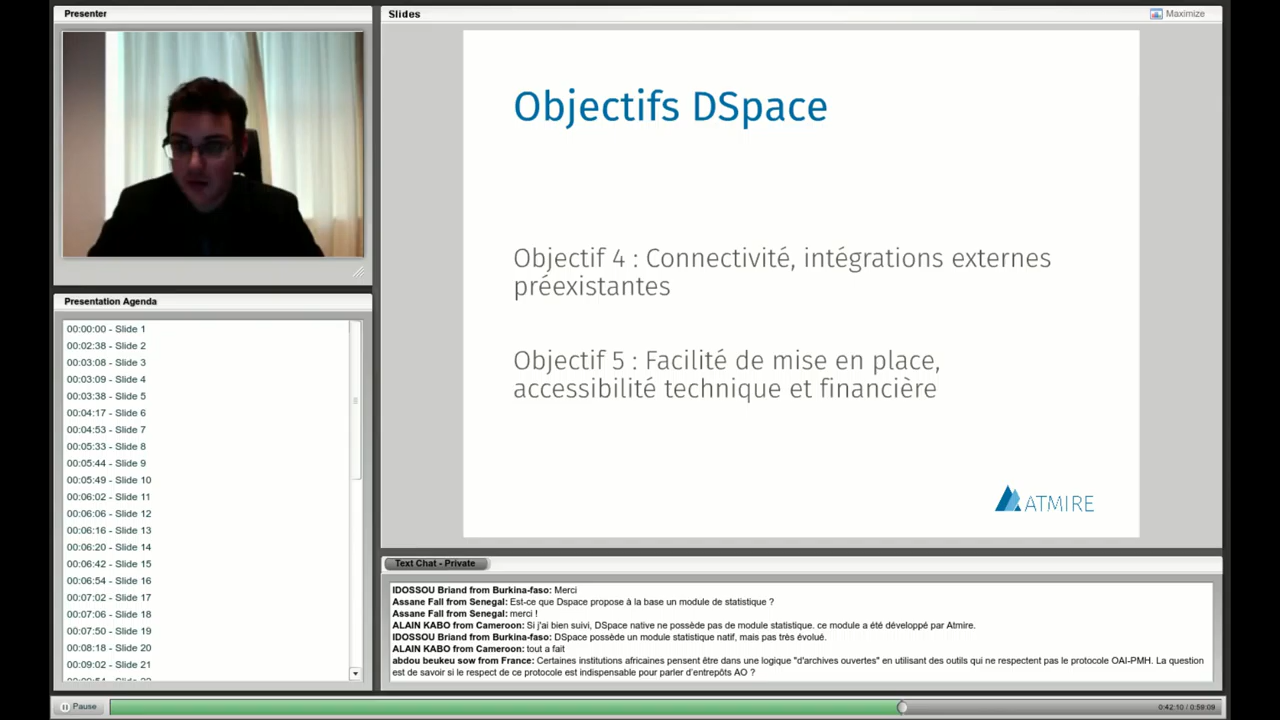 Presenter
Slides
Maximize
Objectifs DSpace
Objectif 4 : Connectivité, intégrations externes
préexistantes
Objectif 5 : Facilité de mise en place,
accessibilité technique et financière
ATMIRE
Presentation Agenda
00:00:00 - Slide 1
00:02:38 - Slide 2
00:03:08 - Slide 3
00:03:09 - Slide 4
00:03:38 - Slide 5
00:04:17 - Slide 6
00:04:53 - Slide 7
00:05:33 - Slide 8
00:05:44 - Slide 9
00:05:49 - Slide 10
00:06:02 - Slide 11
00:06:06 - Slide 12
00:06:16 - Slide 13
00:06:20 - Slide 14
00:06:42 - Slide 15
00:06:54 - Slide 16
00:07:02 - Slide 17
00:07:06 - Slide 18
00:07:50 - Slide 19
00:08:18 - Slide 20
00:09:02 - Slide 21
Text Chat - Private
IDOSSOU Briand from Burkina-faso: Merci
Assane Fall from Senegal: Est-ce que Dspace propose à la base un module de statistique ?
Assane Fall from Senegal: merci !
ALAIN KABO from Cameroon: Si j'ai bien suivi, DSpace native ne possède pas de module statistique. ce module a été développé par Atmire.
IDOSSOU Briand from Burkina-faso: DSpace possède un module statistique natif, mais pas très évolué.
ALAIN KABO from Cameroon: tout a fait
abdou beukeu sow from France: Certaines institutions africaines pensent être dans une logique "d'archives ouvertes" en utilisant des outils qui ne respectent pas le protocole OAI-PMH. La question
est de savoir si le respect de ce protocole est indispensable pour parler d'entrepôts AO ?
Pause
0:42:10 / 0:59:09